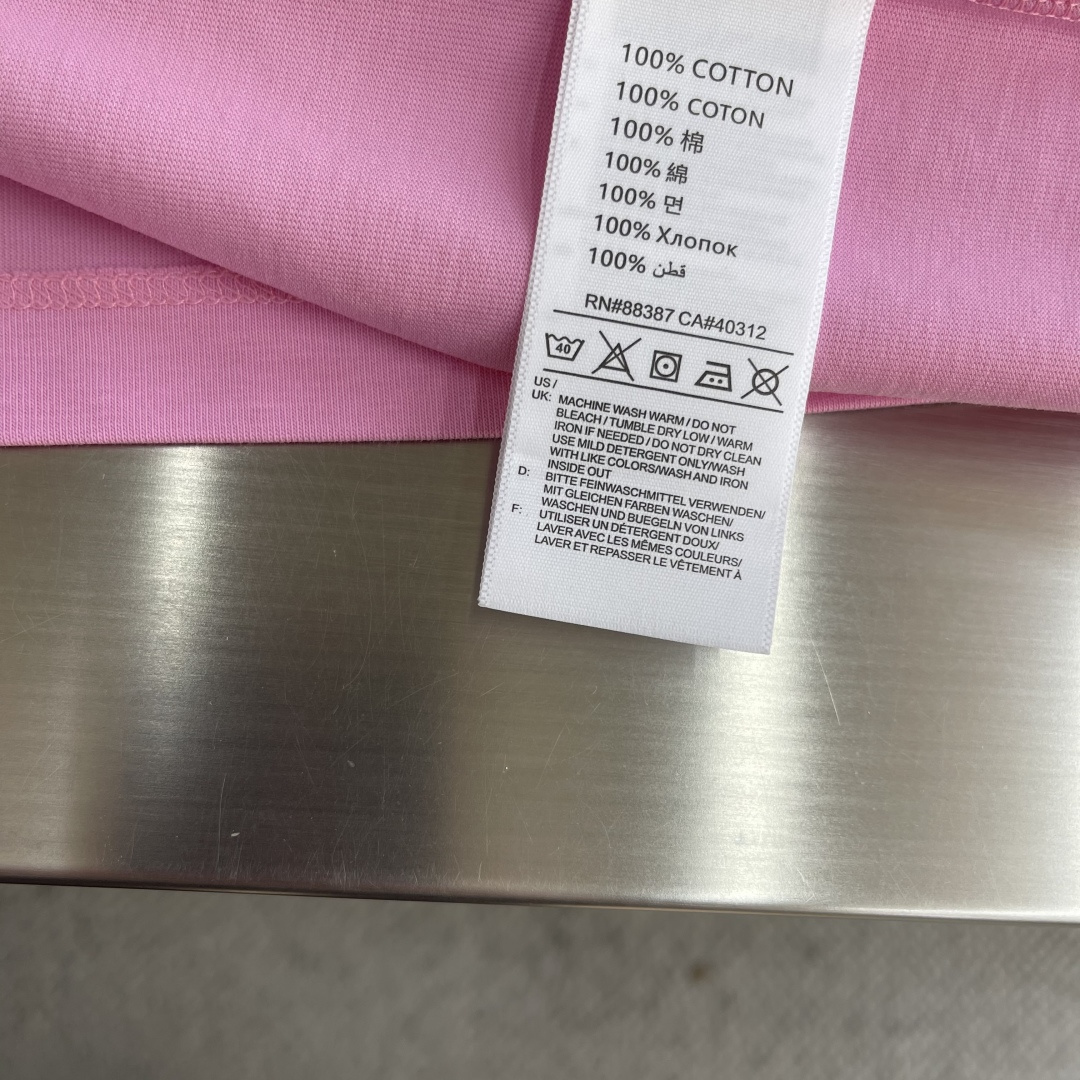 100% COTTON
100% COTON
100% 棉
100% 綿
100% 면
100% Хлопок
100% قطن
RN#88387 CA#40312
40
US /
UK: MACHINE WASH WARM / DO NOT
BLEACH / TUMBLE DRY LOW / WARM
IRON IF NEEDED / DO NOT DRY CLEAN
USE MILD DETERGENT ONLY/WASH
WITH LIKE COLORS/WASH AND IRON
INSIDE OUT
D: BITTE FEINWASCHMITTEL VERWENDEN/
MIT GLEICHEN FARBEN WASCHEN/
WASCHEN UND BUEGELN VON LINKS
F: UTILISER UN DÉTERGENT DOUX/
LAVER AVEC LES MÊMES COULEURS/
LAVER ET REPASSER LE VÊTEMENT À